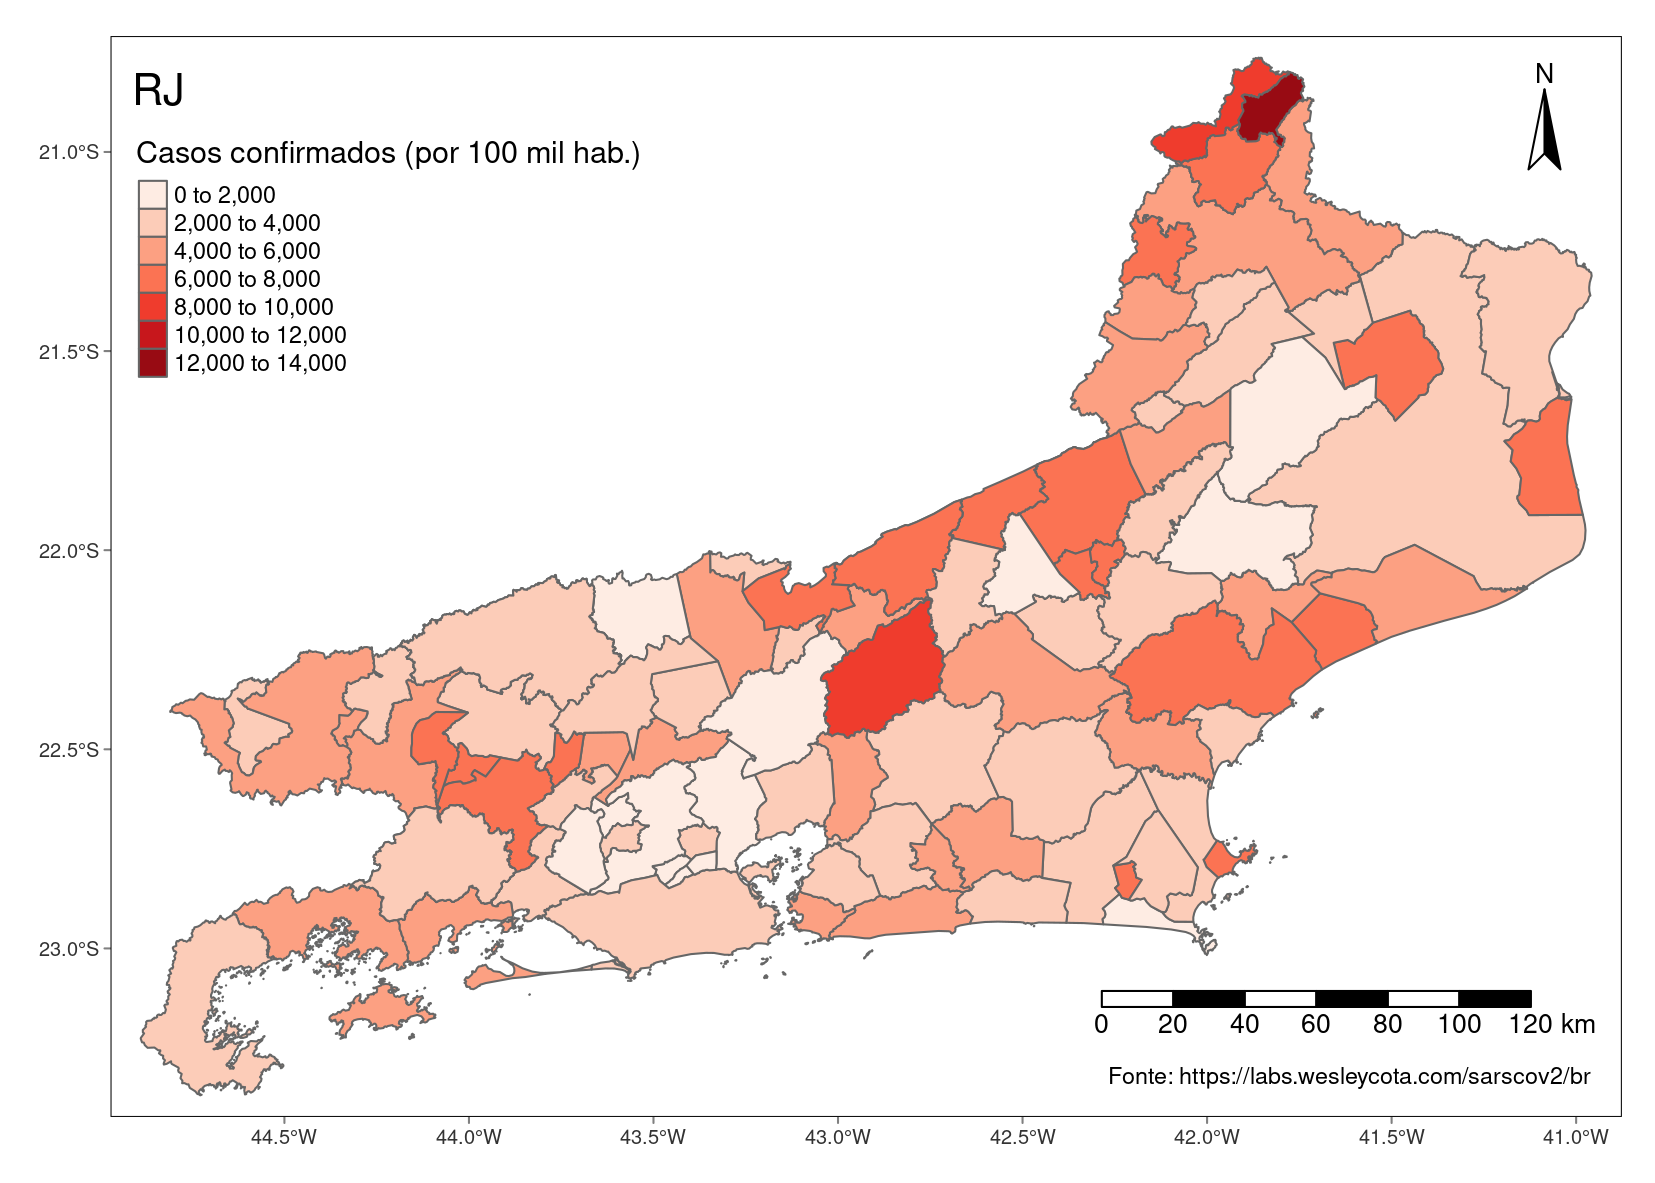 RJ
N
Casos confirmados (por 100 mil hab.)
0 to 2,000
2,000 to 4,000
4,000 to 6,000
6,000 to 8,000
8,000 to 10,000
10,000 to 12,000
12,000 to 14,000
21.0°S
21.5°S
22.0°S
22.5°S
23.0°S
0 20 40 60 80 100 120 km
Fonte: https://labs.wesleycota.com/sarscov2/br
44.5°W 44.0°W 43.5°W 43.0°W 42.5°W 42.0°W 41.5°W 41.0°W